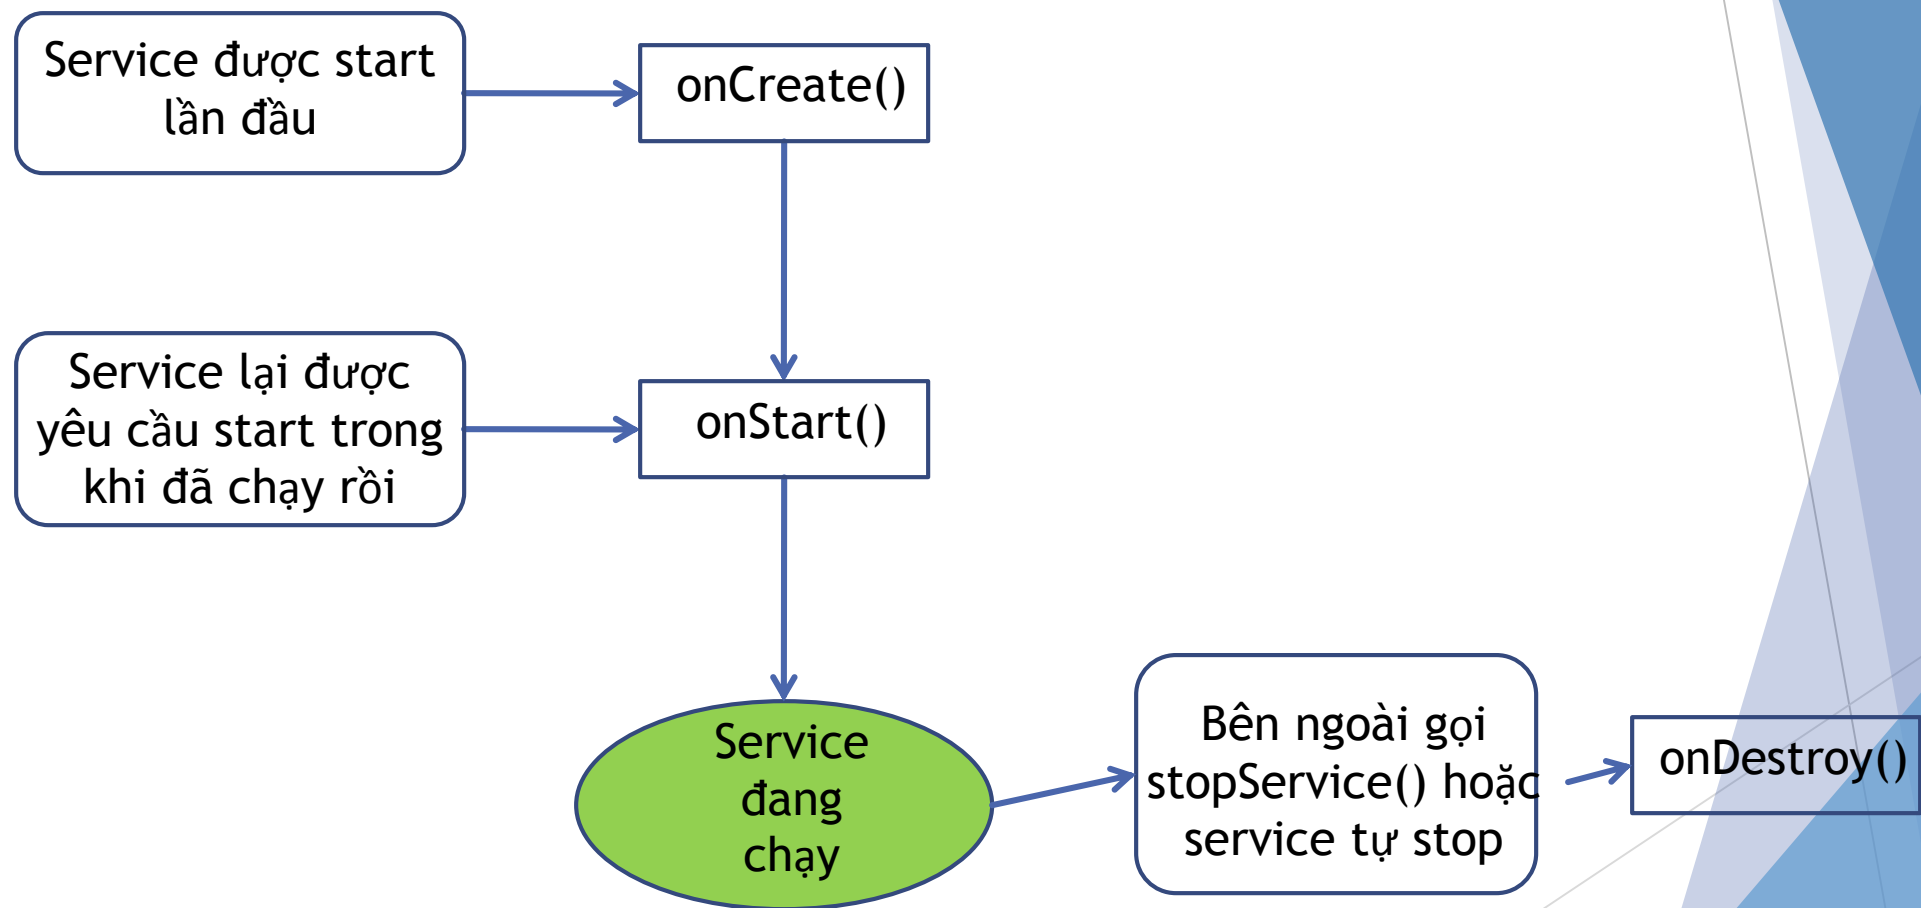 Service được start
lần đầu
onCreate()
Service lại được
yêu cầu start trong
khi đã chạy rồi
onStart()
Service
đang
chạy
Bên ngoài gọi
stopService() hoặc
service tự stop
onDestroy()